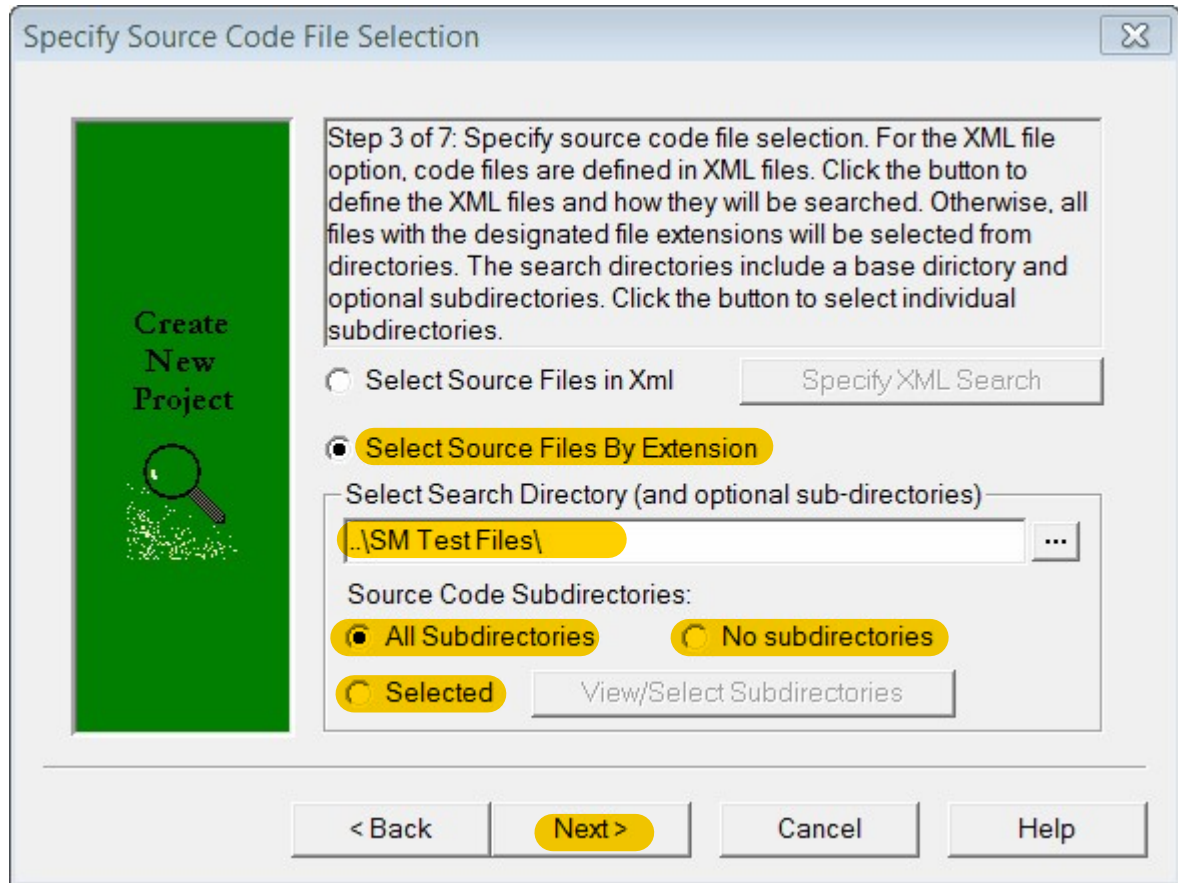 Specify Source Code File Selection
Create
New
Project
Step 3 of 7: Specify source code file selection. For the XML file
option, code files are defined in XML files. Click the button to
define the XML files and how they will be searched. Otherwise, all
files with the designated file extensions will be selected from
directories. The search directories include a base dirictory and
optional subdirectories. Click the button to select individual
subdirectories.
Select Source Files in Xml
Specify XML Search
Select Source Files By Extension
Select Search Directory (and optional sub-directories)
..\SM Test Files\
...
Source Code Subdirectories:
All Subdirectories
No subdirectories
Selected
View/Select Subdirectories
< Back
Next >
Cancel
Help